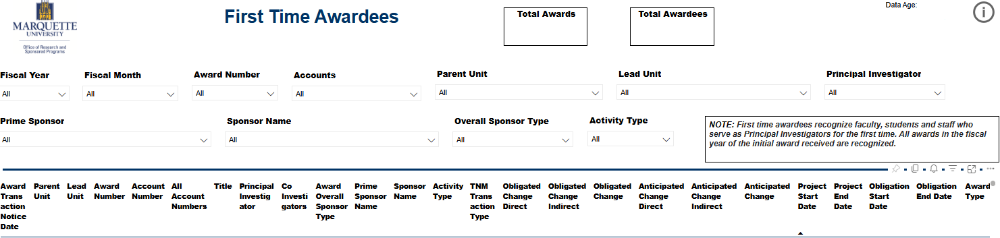 MARQUETTE
UNIVERSITY
Office of Research and
Sponsored Programs
First Time Awardees
Total Awards
Total Awardees
Data Age:
Fiscal Year
All
Fiscal Month
All
Award Number
All
Accounts
All
Parent Unit
All
Lead Unit
All
Principal Investigator
All
Prime Sponsor
All
Sponsor Name
All
Overall Sponsor Type
All
Activity Type
All
NOTE: First time awardees recognize faculty, students and staff who
serve as Principal Investigators for the first time. All awards in the fiscal
year of the initial award received are recognized.
Award
Trans
action
Notice
Date
Parent
Unit
Lead
Unit
Award
Number
Account
Number
All
Account
Numbers
Title
Principal
Investig
ator
Co
Investi
gators
Award
Overall
Sponsor
Type
Prime
Sponsor
Name
Sponsor
Name
Activity
Type
TNM
Trans
action
Type
Obligated
Change
Direct
Obligated
Change
Indirect
Obligated
Change
Anticipated
Change
Direct
Anticipated
Change
Indirect
Anticipated
Change
Project
Start
Date
Project
End
Date
Obligation
Start
Date
Obligation
End Date
Award
Type